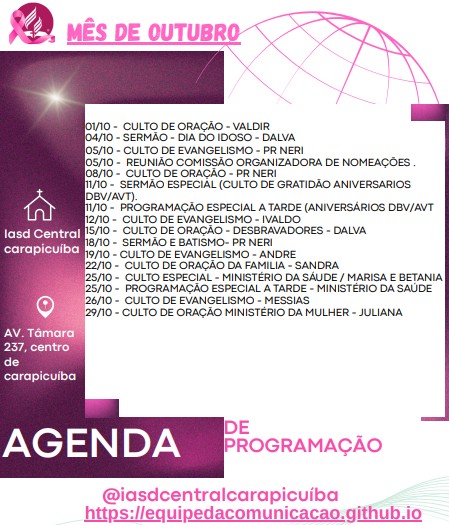 MÊS DE OUTUBRO
01/10 - CULTO DE ORAÇÃO - VALDIR
04/10 - SERMÃO - DIA DO IDOSO - DALVA
05/10 - CULTO DE EVANGELISMO - PR NERI
05/10 - REUNIÃO COMISSÃO ORGANIZADORA DE NOMEAÇÕES .
08/10 - CULTO DE ORAÇÃO - PR NERI
11/10 - SERMÃO ESPECIAL (CULTO DE GRATIDÃO ANIVERSARIOS
DBV/AVT).
11/10 - PROGRAMAÇÃO ESPECIAL A TARDE (ANIVERSÁRIOS DBV/AVT
12/10 - CULTO DE EVANGELISMO - IVALDO
15/10 - CULTO DE ORAÇÃO - DESBRAVADORES - DALVA
18/10 - SERMÃO E BATISMO- PR NERI
19/10 - CULTO DE EVANGELISMO - ANDRE
22/10 - CULTO DE ORAÇÃO DA FAMILIA - SANDRA
25/10 - CULTO ESPECIAL - MINISTÉRIO DA SÁUDE / MARISA E BETANIA
25/10 - PROGRAMAÇÃO ESPECIAL A TARDE - MINISTÉRIO DA SAÚDE
26/10 - CULTO DE EVANGELISMO - MESSIAS
29/10 - CULTO DE ORAÇÃO MINISTÉRIO DA MULHER - JULIANA
Iasd Central
carapicuíba
AV. Tâmara
237, centro
de
carapicuíba
AGENDA
DE
PROGRAMAÇÃO
@iasdcentralcarapicuíba
https://equipedacomunicacao.github.io